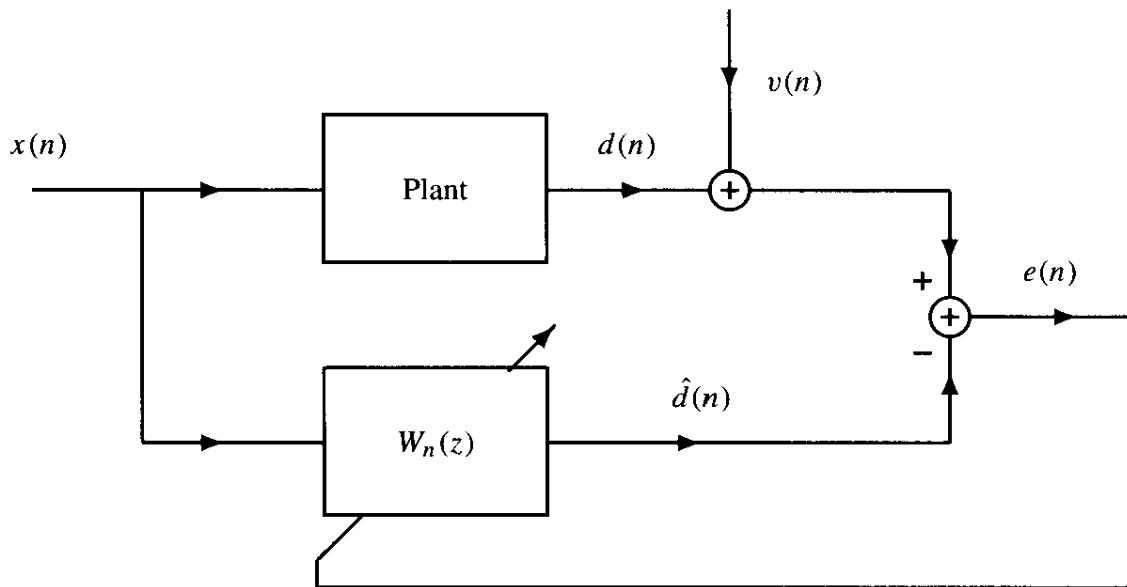 v(n)
x(n)
d(n)
Plant
+
+
e(n)
+
−
d̂(n)
W_n(z)